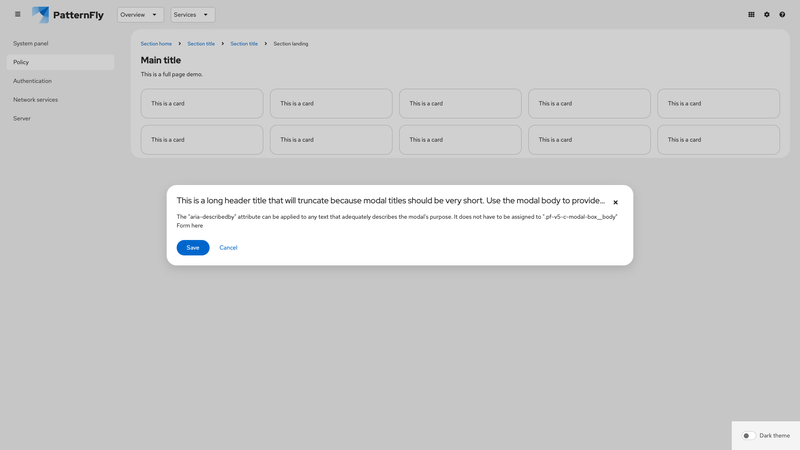 PatternFly
Overview
Services
System panel
Policy
Authentication
Network services
Server
Section home
Section title
Section title
Section landing
Main title
This is a full page demo.
This is a card
This is a card
This is a card
This is a card
This is a card
This is a card
This is a card
This is a card
This is a card
This is a card
This is a long header title that will truncate because modal titles should be very short. Use the modal body to provide...
The "aria-describedby" attribute can be applied to any text that adequately describes the modal's purpose. It does not have to be assigned to ".pf-v5-c-modal-box__body"
Form here
Save
Cancel
Dark theme